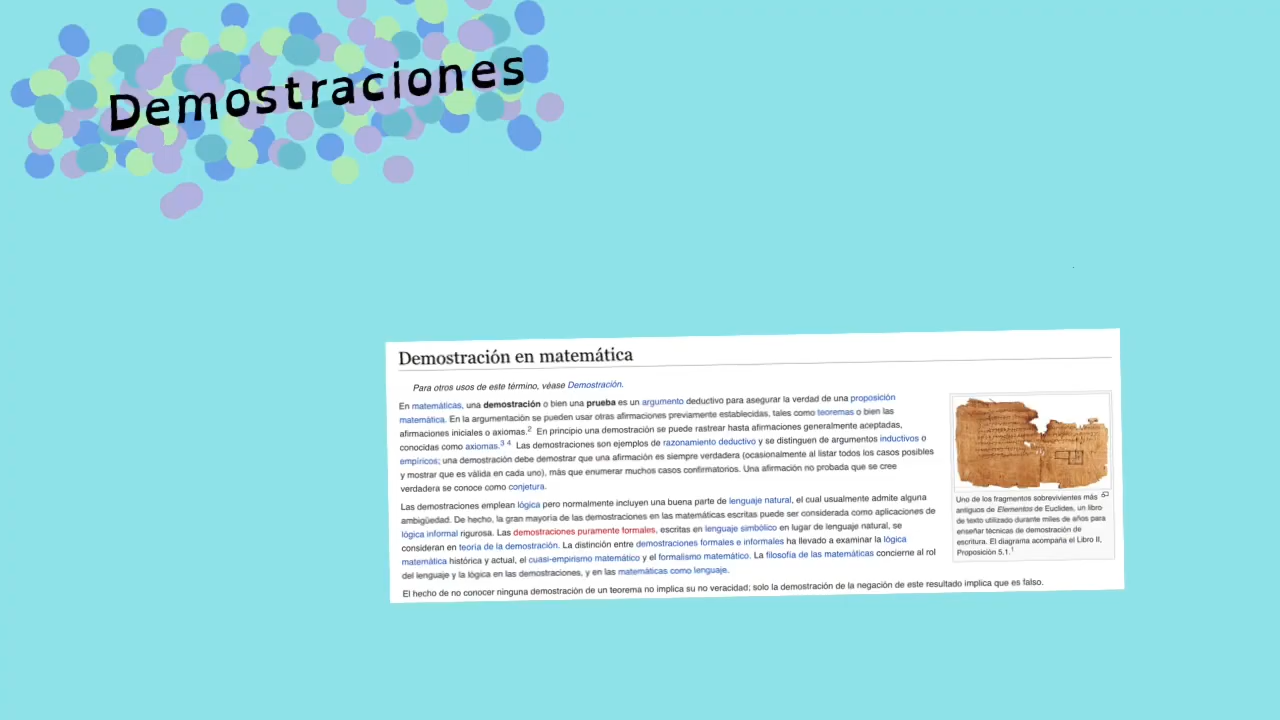 Demostraciones
Demostración en matemática
Para otros usos de este término, véase Demostración.
En matemáticas, una demostración o bien una prueba es un argumento deductivo para asegurar la verdad de una proposición
matemática. En la argumentación se pueden usar otras afirmaciones previamente establecidas, tales como teoremas o bien las
afirmaciones iniciales o axiomas.2 En principio una demostración se puede rastrear hasta afirmaciones generalmente aceptadas,
conocidas como axiomas.3 4 Las demostraciones son ejemplos de razonamiento deductivo y se distinguen de argumentos inductivos o
empíricos; una demostración debe demostrar que una afirmación es siempre verdadera (ocasionalmente al listar todos los casos posibles
y mostrar que es válida en cada uno), más que enumerar muchos casos confirmatorios. Una afirmación no probada que se cree
verdadera se conoce como conjetura.
Las demostraciones emplean lógica pero normalmente incluyen una buena parte de lenguaje natural, el cual usualmente admite alguna
ambigüedad. De hecho, la gran mayoría de las demostraciones en las matemáticas escritas puede ser considerada como aplicaciones de
lógica informal rigurosa. Las demostraciones puramente formales, escritas en lenguaje simbólico en lugar de lenguaje natural, se
consideran en teoría de la demostración. La distinción entre demostraciones formales e informales ha llevado a examinar la lógica
matemática histórica y actual, el cuasi-empirismo matemático y el formalismo matemático. La filosofía de las matemáticas concierne al rol
del lenguaje y la lógica en las demostraciones, y en las matemáticas como lenguaje.
El hecho de no conocer ninguna demostración de un teorema no implica su no veracidad; solo la demostración de la negación de este resultado implica que es falso.
Uno de los fragmentos sobrevivientes más
antiguos de Elementos de Euclides, un libro
de texto utilizado durante miles de años para
enseñar técnicas de demostración de
escritura. El diagrama acompaña el Libro II,
Proposición 5.1.1